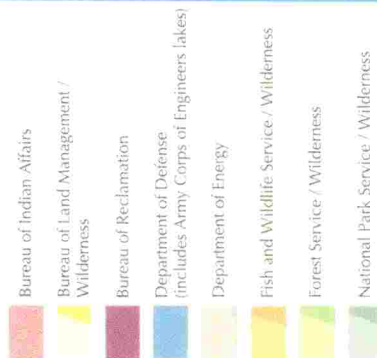 Bureau of Indian Affairs
Bureau of Land Management /
Wilderness
Bureau of Reclamation
Department of Defense
(includes Army Corps of Engineers lakes)
Department of Energy
Fish and Wildlife Service / Wilderness
Forest Service / Wilderness
National Park Service / Wilderness